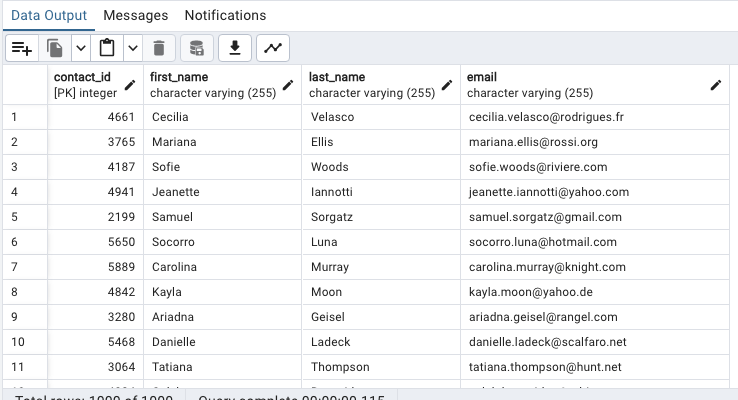 Data Output Messages Notifications
contact_id first_name last_name email
[PK] integer character varying (255) character varying (255) character varying (255)
1 4661 Cecilia Velasco cecilia.velasco@rodrigues.fr
2 3765 Mariana Ellis mariana.ellis@rossi.org
3 4187 Sofie Woods sofie.woods@riviere.com
4 4941 Jeanette Iannotti jeanette.iannotti@yahoo.com
5 2199 Samuel Sorgatz samuel.sorgatz@gmail.com
6 5650 Socorro Luna socorro.luna@hotmail.com
7 5889 Carolina Murray carolina.murray@knight.com
8 4842 Kayla Moon kayla.moon@yahoo.de
9 3280 Ariadna Geisel ariadna.geisel@rangel.com
10 5468 Danielle Ladeck danielle.ladeck@scalfaro.net
11 3064 Tatiana Thompson tatiana.thompson@hunt.net
Total rows: 1000 of 1000 Query complete 00:00:00.115